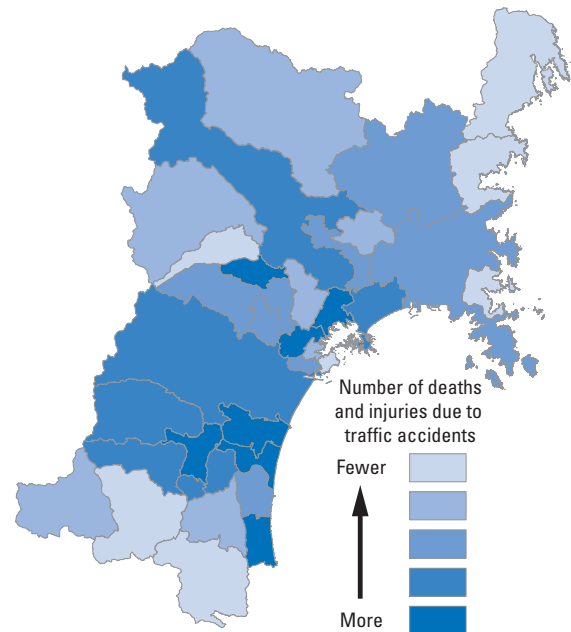 Number of deaths
and injuries due to
traffic accidents
Fewer
More